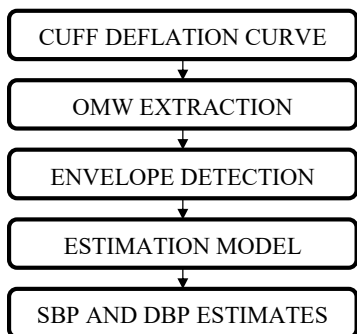 CUFF DEFLATION CURVE
OMW EXTRACTION
ENVELOPE DETECTION
ESTIMATION MODEL
SBP AND DBP ESTIMATES